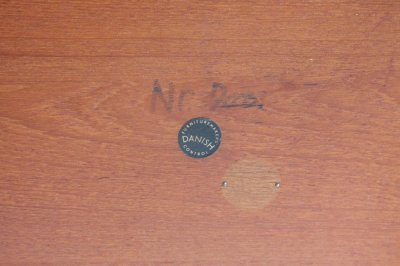 Nr
FURNITUREMAKERS
DANISH
CONTROL